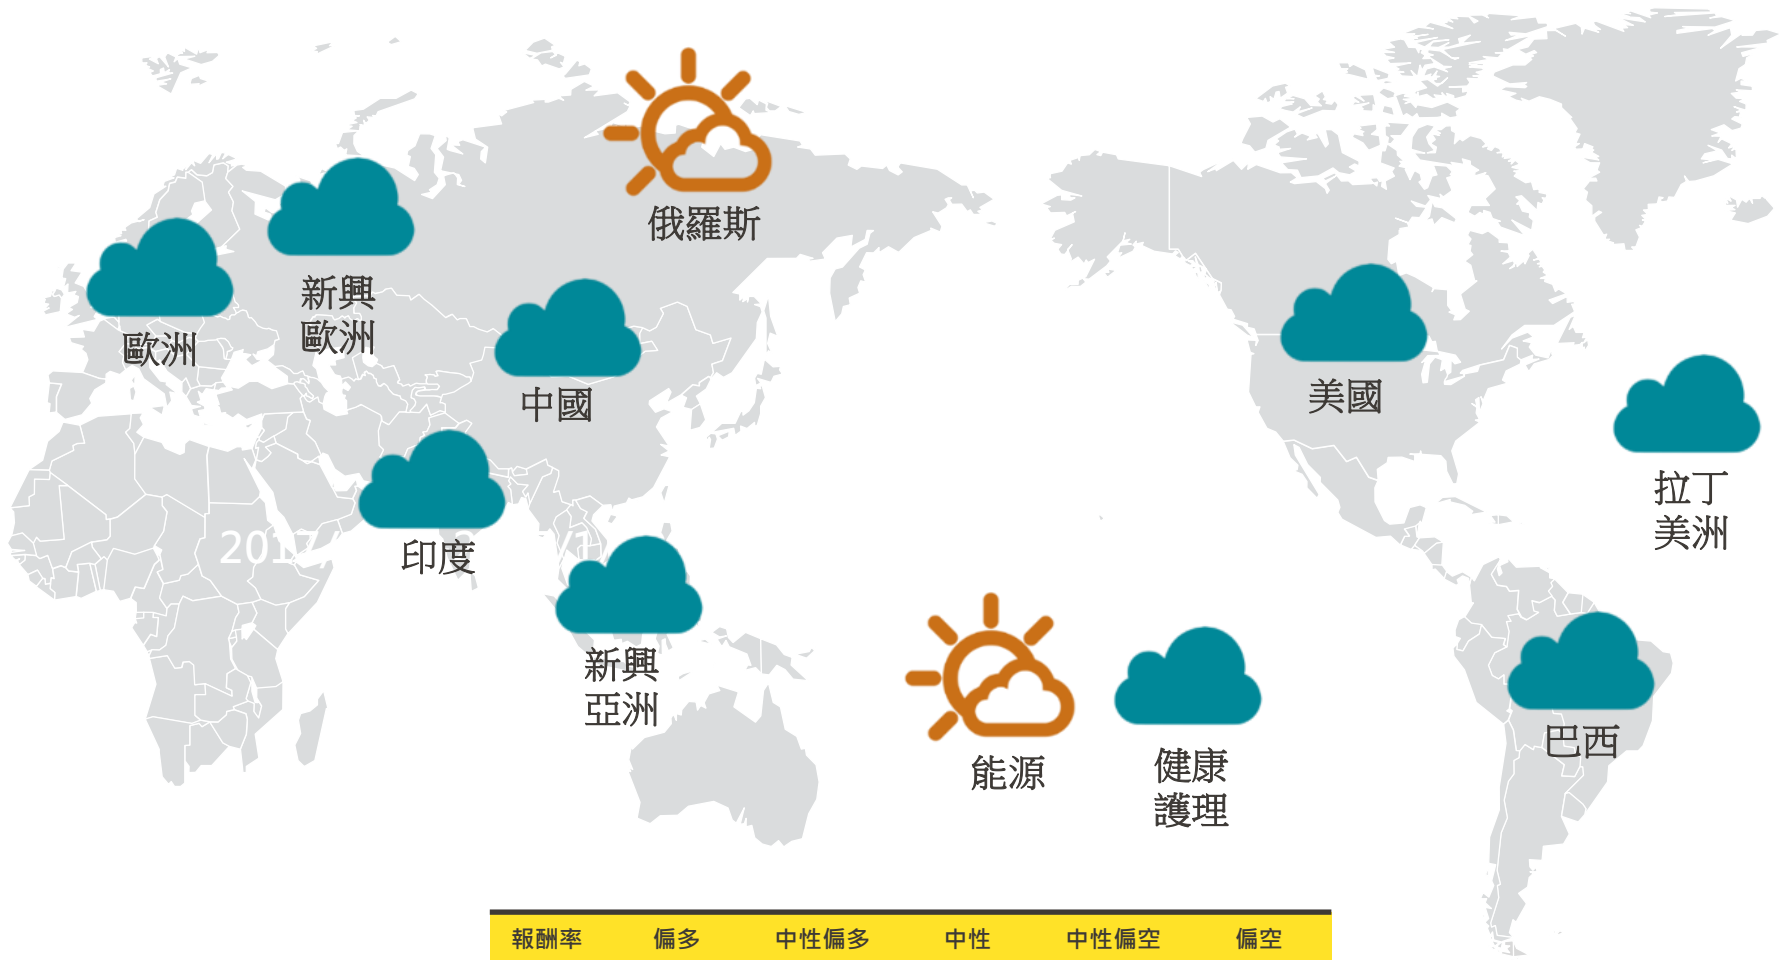 俄羅斯
新興
歐洲
歐洲
中國
美國
拉丁
美洲
2017
印度
新興
亞洲
能源
健康
護理
巴西
報酬率 偏多 中性偏多 中性 中性偏空 偏空